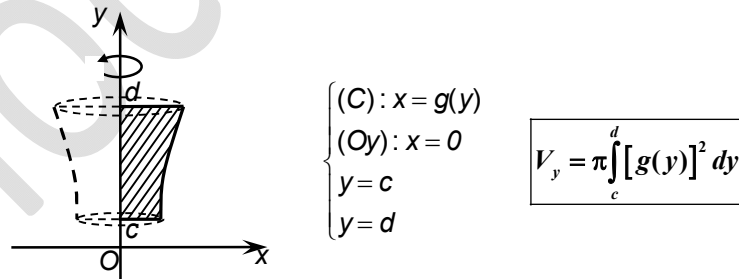 y
d
c
O
x
(C) : x = g(y)
(Oy) : x = 0
y = c
y = d
V_y = π∫_c^d [g(y)]² dy